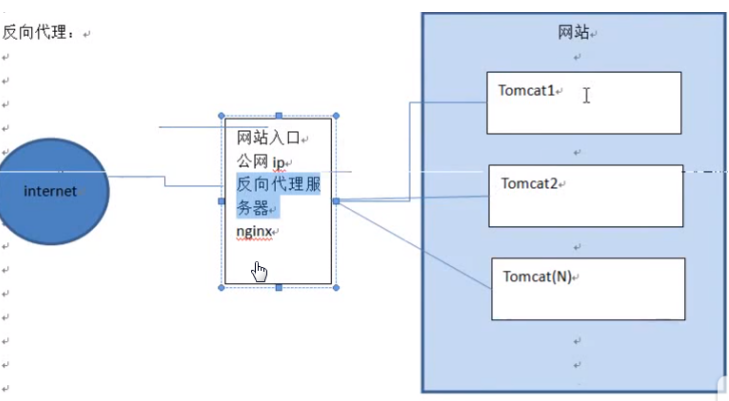 反向代理：
网站
Tomcat1
网站入口
公网 ip
反向代理服
务器
nginx
internet
Tomcat2
Tomcat(N)